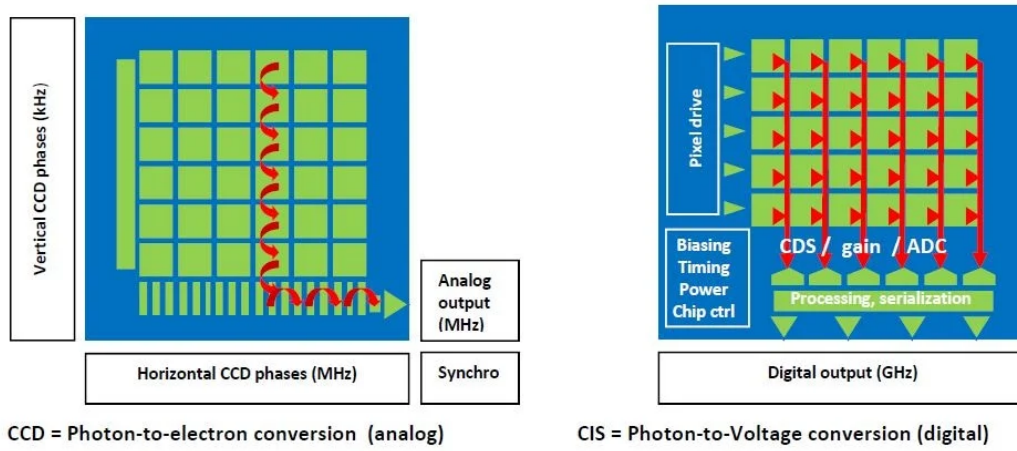 Vertical CCD phases (kHz)
Analog
output
(MHz)
Horizontal CCD phases (MHz)
Synchro
CCD = Photon-to-electron conversion (analog)
Pixel drive
Biasing
Timing
Power
Chip ctrl
CDS / gain / ADC
Processing, serialization
Digital output (GHz)
CIS = Photon-to-Voltage conversion (digital)